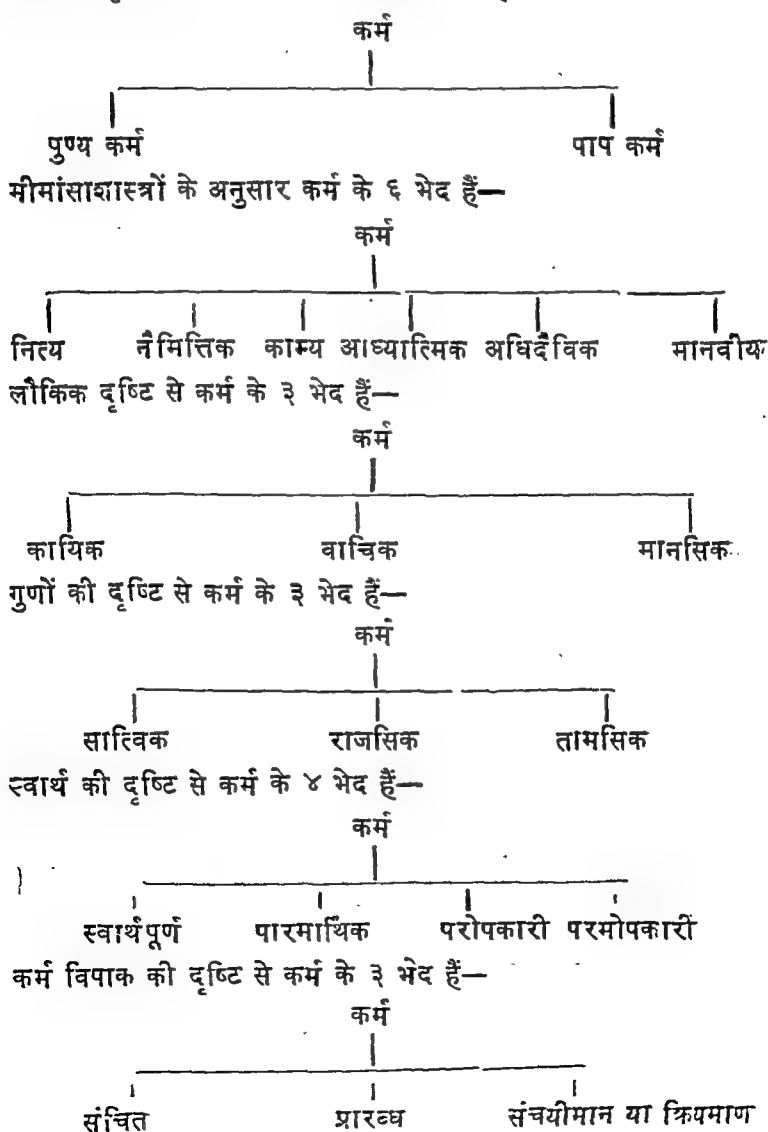 कर्म
पुण्य कर्म पाप कर्म
मीमांसाशास्त्रों के अनुसार कर्म के ६ भेद हैं—
कर्म
नित्य नैमित्तिक काम्य आध्यात्मिक अधिदैविक मानवीय
लौकिक दृष्टि से कर्म के ३ भेद हैं—
कर्म
कायिक वाचिक मानसिक
गुणों की दृष्टि से कर्म के ३ भेद हैं—
कर्म
सात्विक राजसिक तामसिक
स्वार्थ की दृष्टि से कर्म के ४ भेद हैं—
कर्म
स्वार्थपूर्ण पारमार्थिक परोपकारी परमोपकारी
कर्म विपाक की दृष्टि से कर्म के ३ भेद हैं—
कर्म
संचित प्रारब्ध संचयीमान या क्रियमाण